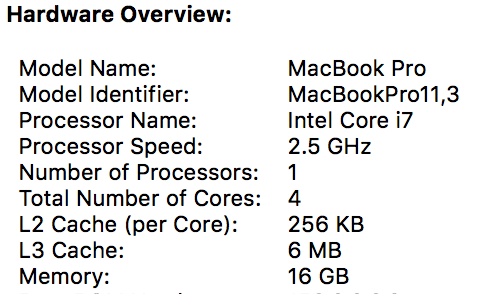 Hardware Overview:
Model Name: MacBook Pro
Model Identifier: MacBookPro11,3
Processor Name: Intel Core i7
Processor Speed: 2.5 GHz
Number of Processors: 1
Total Number of Cores: 4
L2 Cache (per Core): 256 KB
L3 Cache: 6 MB
Memory: 16 GB